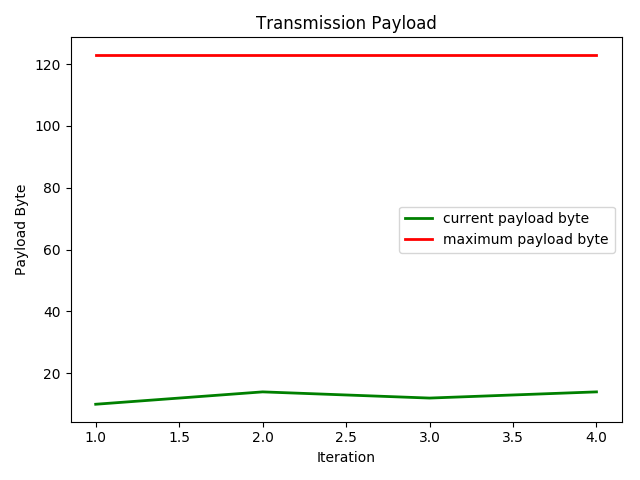 Transmission Payload
120
100
80
60
40
20
Payload Byte
current payload byte
maximum payload byte
1.0 1.5 2.0 2.5 3.0 3.5 4.0
Iteration